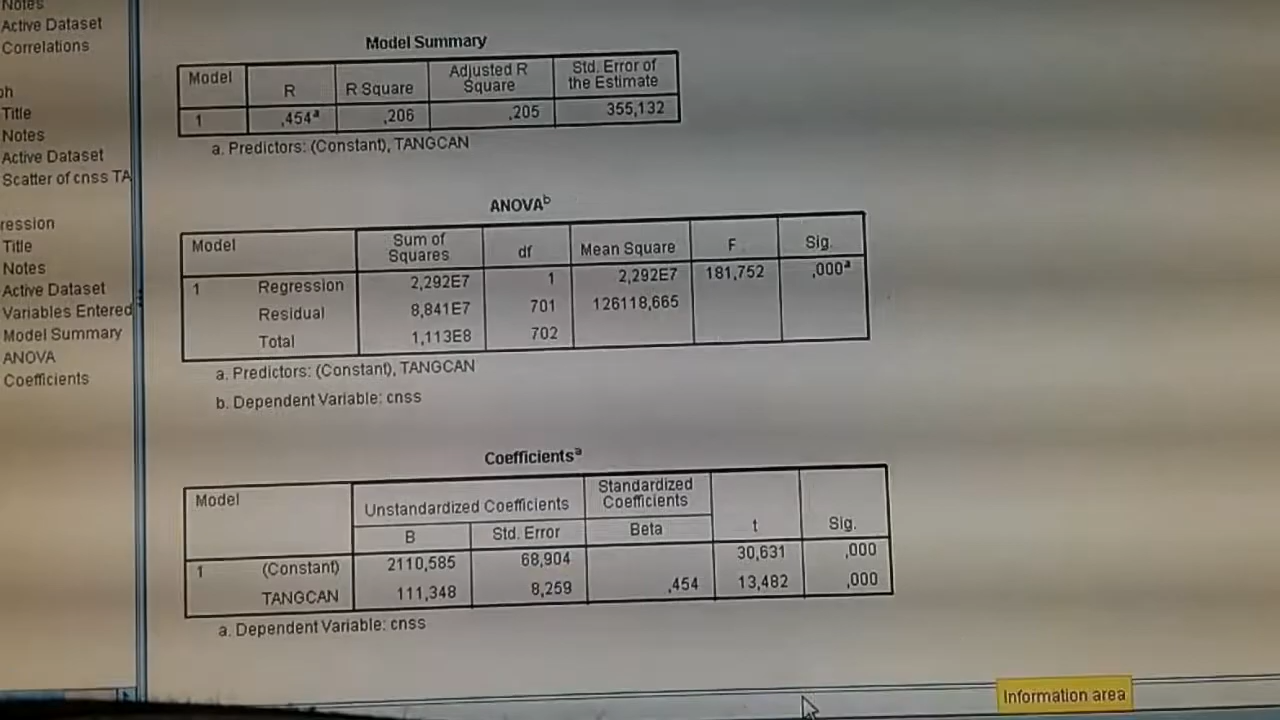 Notes
Active Dataset
Correlations
ph
Title
Notes
Active Dataset
Scatter of cnss TA
ression
Title
Notes
Active Dataset
Variables Entered
Model Summary
ANOVA
Coefficients
Model Summary
Model R R Square Adjusted R Square Std. Error of the Estimate
1 ,454a ,206 ,205 355,132
a. Predictors: (Constant), TANGCAN
ANOVAb
Model Sum of Squares df Mean Square F Sig.
1 Regression 2,292E7 1 2,292E7 181,752 ,000a
Residual 8,841E7 701 126118,665
Total 1,113E8 702
a. Predictors: (Constant), TANGCAN
b. Dependent Variable: cnss
Coefficientsa
Model Unstandardized Coefficients Standardized Coefficients t Sig.
B Std. Error Beta
1 (Constant) 2110,585 68,904 30,631 ,000
TANGCAN 111,348 8,259 ,454 13,482 ,000
a. Dependent Variable: cnss
Information area